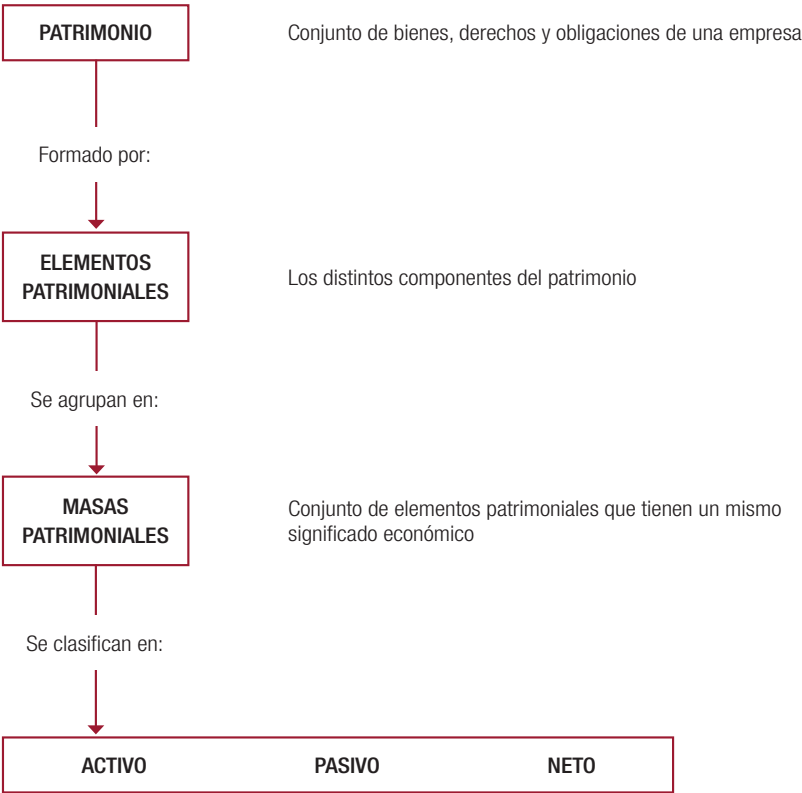 PATRIMONIO
Conjunto de bienes, derechos y obligaciones de una empresa
Formado por:
ELEMENTOS
PATRIMONIALES
Los distintos componentes del patrimonio
Se agrupan en:
MASAS
PATRIMONIALES
Conjunto de elementos patrimoniales que tienen un mismo
significado económico
Se clasifican en:
ACTIVO PASIVO NETO